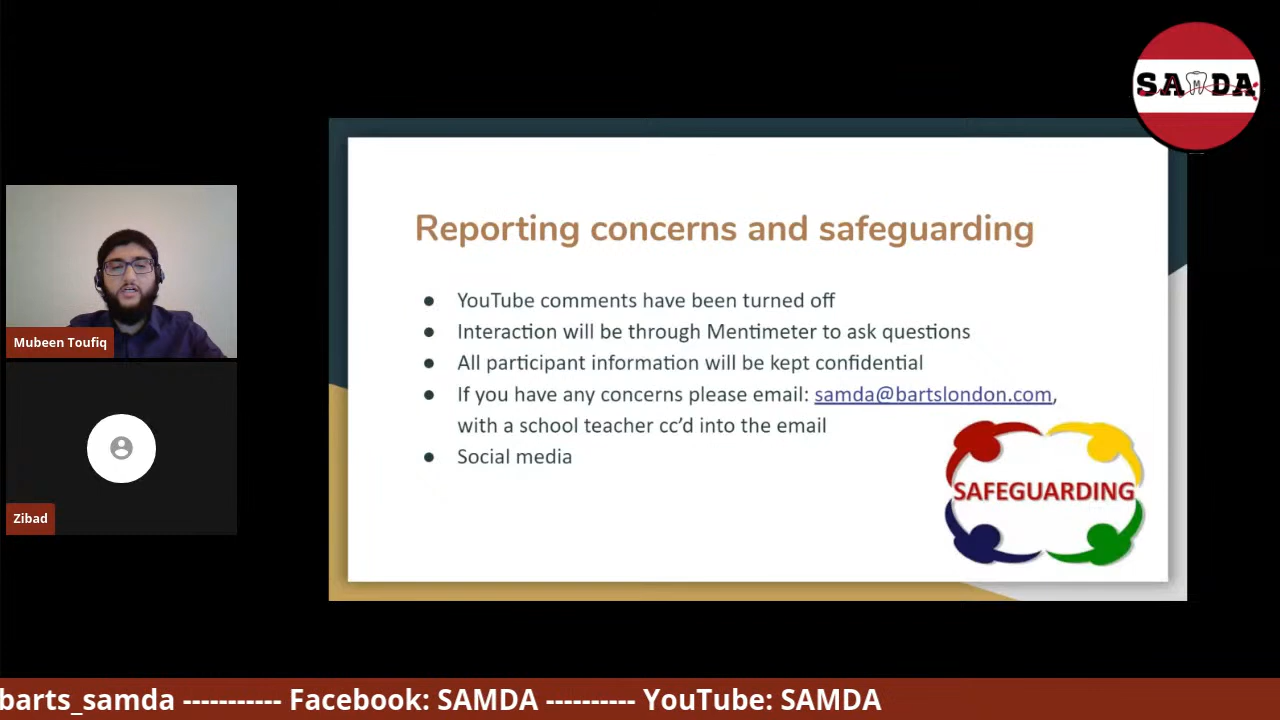 SAMDA
M
Reporting concerns and safeguarding
● YouTube comments have been turned off
● Interaction will be through Mentimeter to ask questions
● All participant information will be kept confidential
● If you have any concerns please email: samda@bartslondon.com,
with a school teacher cc’d into the email
● Social media
SAFEGUARDING
Mubeen Toufiq
Zibad
barts_samda ----------- Facebook: SAMDA ---------- YouTube: SAMDA